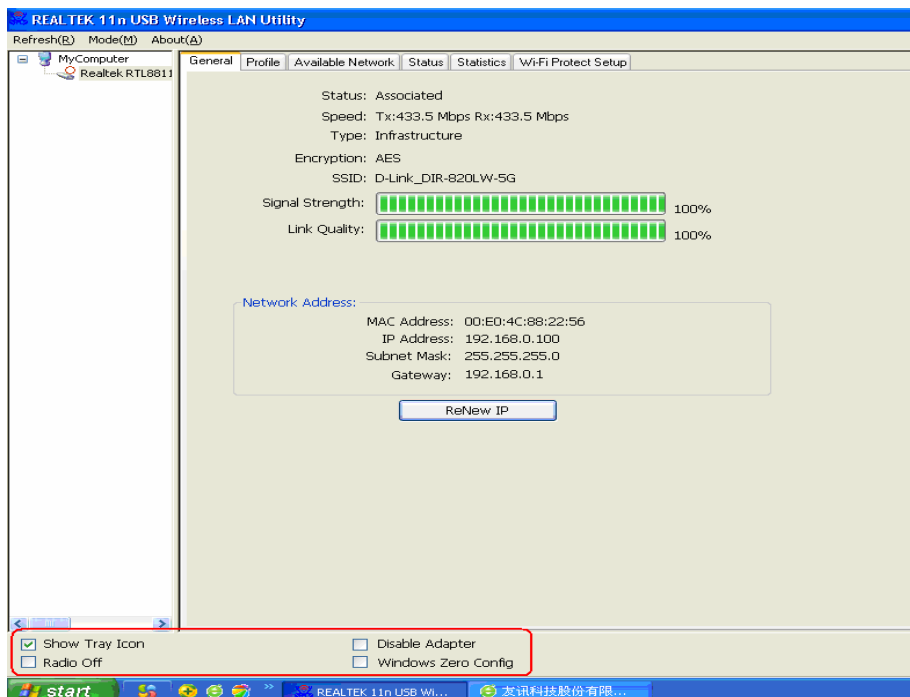 REALTEK 11n USB Wireless LAN Utility
Refresh(R) Mode(M) About(A)
MyComputer
Realtek RTL8811
General Profile Available Network Status Statistics Wi-Fi Protect Setup
Status: Associated
Speed: Tx:433.5 Mbps Rx:433.5 Mbps
Type: Infrastructure
Encryption: AES
SSID: D-Link_DIR-820LW-5G
Signal Strength: 100%
Link Quality: 100%
Network Address:
MAC Address: 00:E0:4C:88:22:56
IP Address: 192.168.0.100
Subnet Mask: 255.255.255.0
Gateway: 192.168.0.1
ReNew IP
Show Tray Icon Disable Adapter
Radio Off Windows Zero Config
start REALTEK 11n USB Wi... 友讯科技股份有限...